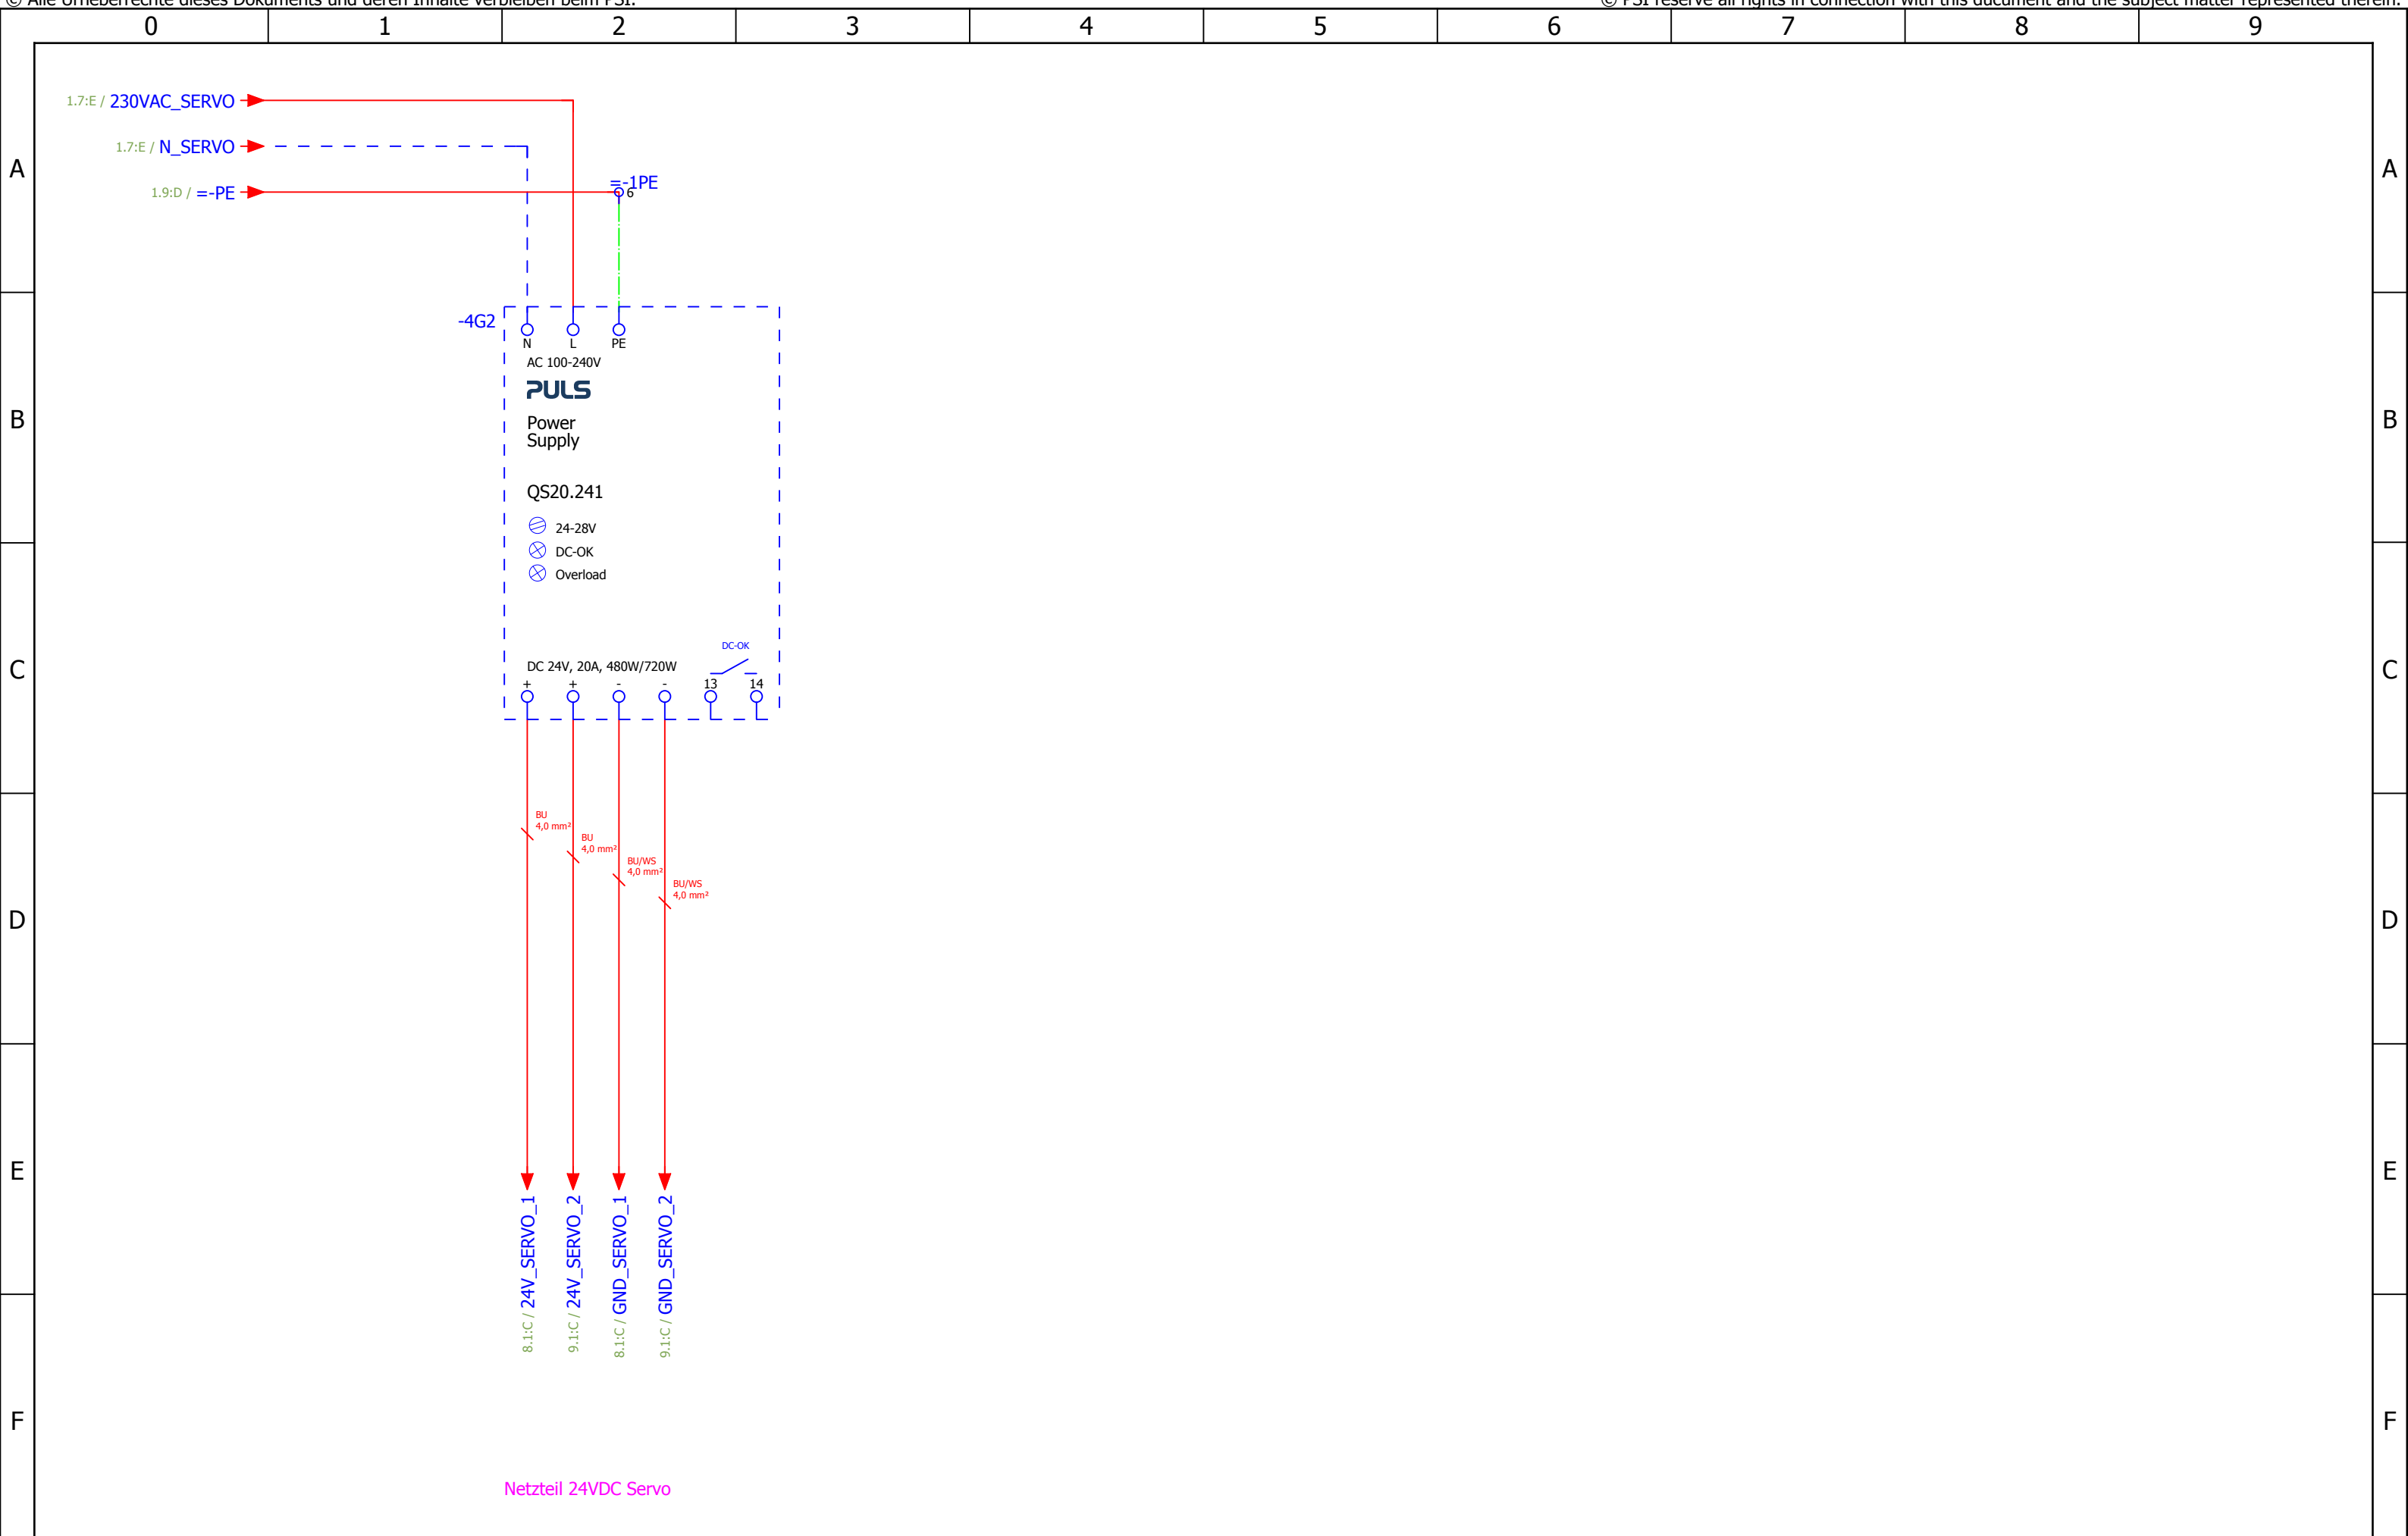 © Alle Urheberrechte dieses Dokuments und deren Inhalte verbleiben beim PSI.
© PSI reserve all rights in connection with this document and the subject matter represented therein.
0 1 2 3 4 5 6 7 8 9
1.7:E / 230VAC_SERVO
1.7:E / N_SERVO
1.9:D / =-PE
=-1PE
6
A A
-4G2
N L PE
AC 100-240V
PULS
Power
Supply
B B
QS20.241
24-28V
DC-OK
Overload
DC-OK
DC 24V, 20A, 480W/720W
C C
+ + - - 13 14
BU
4,0 mm²
BU
4,0 mm²
BU/WS
4,0 mm²
BU/WS
4,0 mm²
D D
E E
8.1:C / 24V_SERVO_1
9.1:C / 24V_SERVO_2
8.1:C / GND_SERVO_1
9.1:C / GND_SERVO_2
F F
Netzteil 24VDC Servo